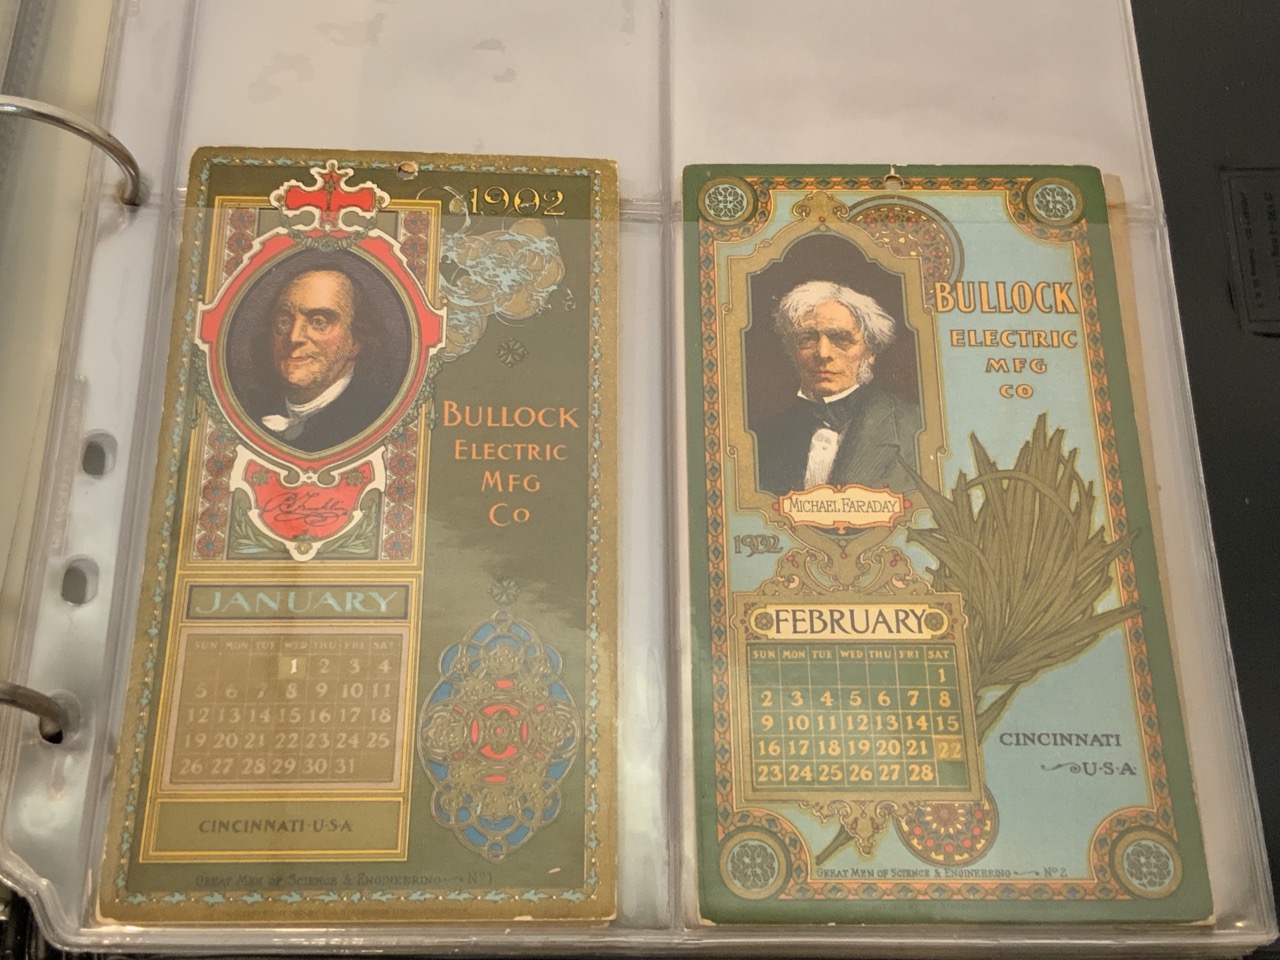 1902
BULLOCK
ELECTRIC
MFG
CO
B. Franklin
JANUARY
SUN MON TUE WED THU FRI SAT
1 2 3 4
5 6 7 8 9 10 11
12 13 14 15 16 17 18
19 20 21 22 23 24 25
26 27 28 29 30 31
CINCINNATI·U·S·A
GREAT MEN OF SCIENCE & ENGINEERING Nº1
BULLOCK
ELECTRIC
MFG
CO
MICHAEL FARADAY
1902
FEBRUARY
SUN MON TUE WED THU FRI SAT
1
2 3 4 5 6 7 8
9 10 11 12 13 14 15
16 17 18 19 20 21 22
23 24 25 26 27 28
CINCINNATI
U·S·A·
GREAT MEN OF SCIENCE & ENGINEERING Nº2